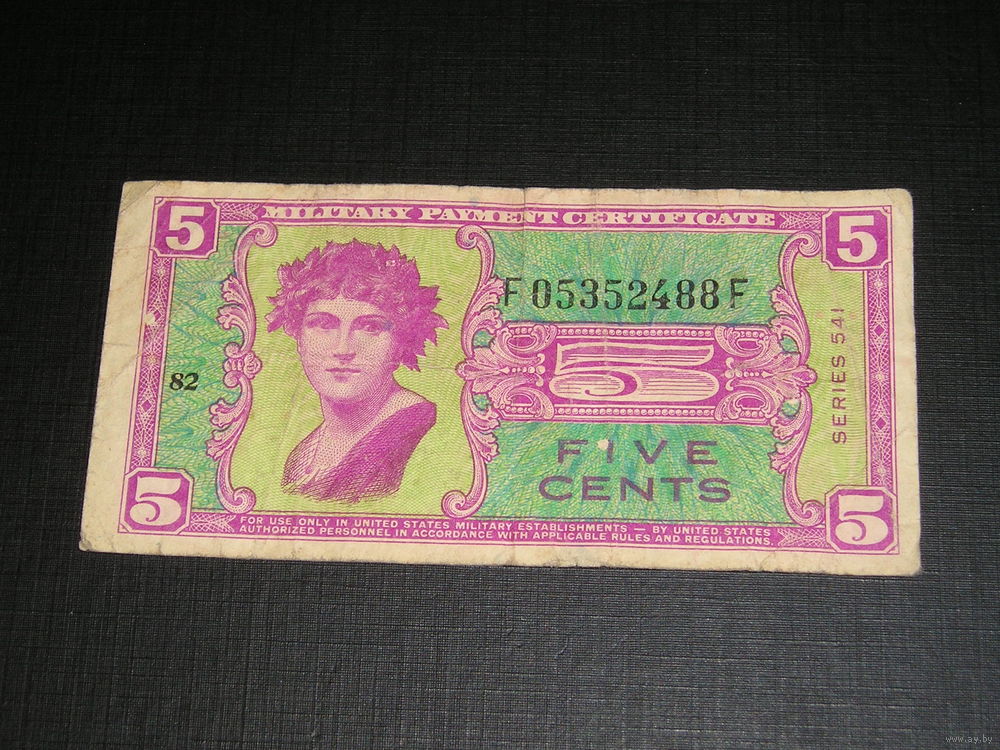 5 MILITARY PAYMENT CERTIFICATE 5
F05352488F
82
5
SERIES 541
FIVE
CENTS
5 5
FOR USE ONLY IN UNITED STATES MILITARY ESTABLISHMENTS — BY UNITED STATES
AUTHORIZED PERSONNEL IN ACCORDANCE WITH APPLICABLE RULES AND REGULATIONS.
www.ay.by